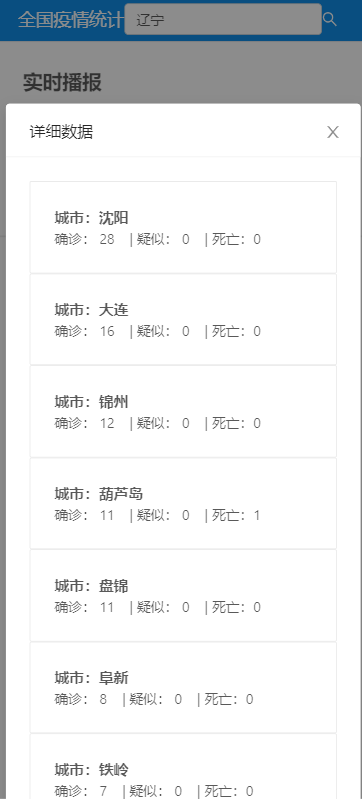 全国疫情统计 辽宁
实时播报
详细数据
城市：沈阳
确诊： 28 | 疑似： 0 | 死亡：0
城市：大连
确诊： 16 | 疑似： 0 | 死亡：0
城市：锦州
确诊： 12 | 疑似： 0 | 死亡：0
城市：葫芦岛
确诊： 11 | 疑似： 0 | 死亡：1
城市：盘锦
确诊： 11 | 疑似： 0 | 死亡：0
城市：阜新
确诊： 8 | 疑似： 0 | 死亡：0
城市：铁岭
确诊： 7 | 疑似： 0 | 死亡：0